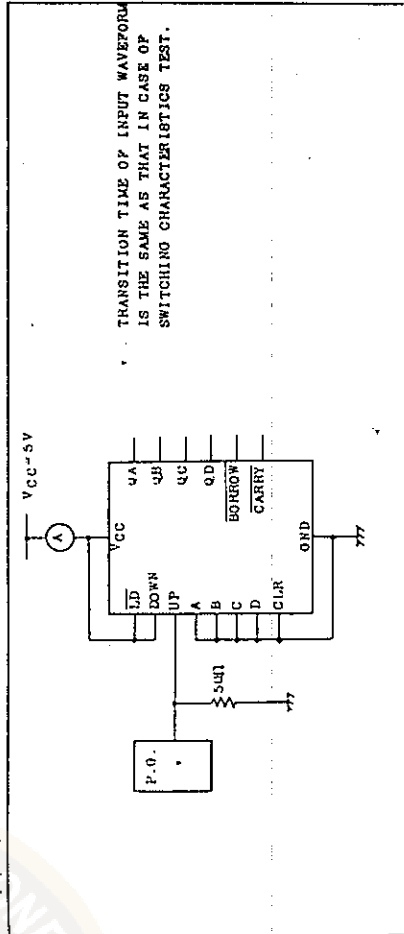 VCC=5V
A
VCC
LD
DOWN
UP
A
B
C
D
CLR
QA
QB
QC
QD
BORROW
CARRY
GND
P.G.
TRANSITION TIME OF INPUT WAVEFORM
IS THE SAME AS THAT IN CASE OF
SWITCHING CHARACTERISTICS TEST.